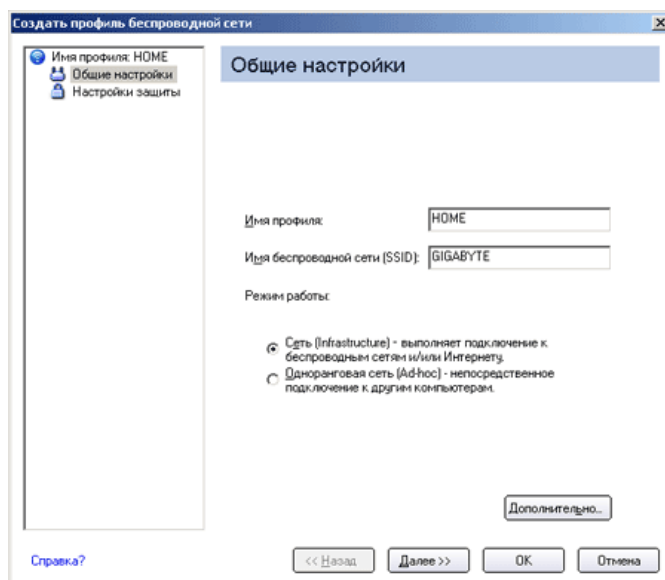 Создать профиль беспроводной сети
Имя профиля: HOME
Общие настройки
Настройки защиты
Общие настройки
Имя профиля:
HOME
Имя беспроводной сети (SSID):
GIGABYTE
Режим работы:
Сеть (Infrastructure) - выполняет подключение к
беспроводным сетям и/или Интернету.
Одноранговая сеть (Ad-hoc) - непосредственное
подключение к другим компьютерам.
Дополнительно...
Справка?
<< Назад
Далее >>
OK
Отмена